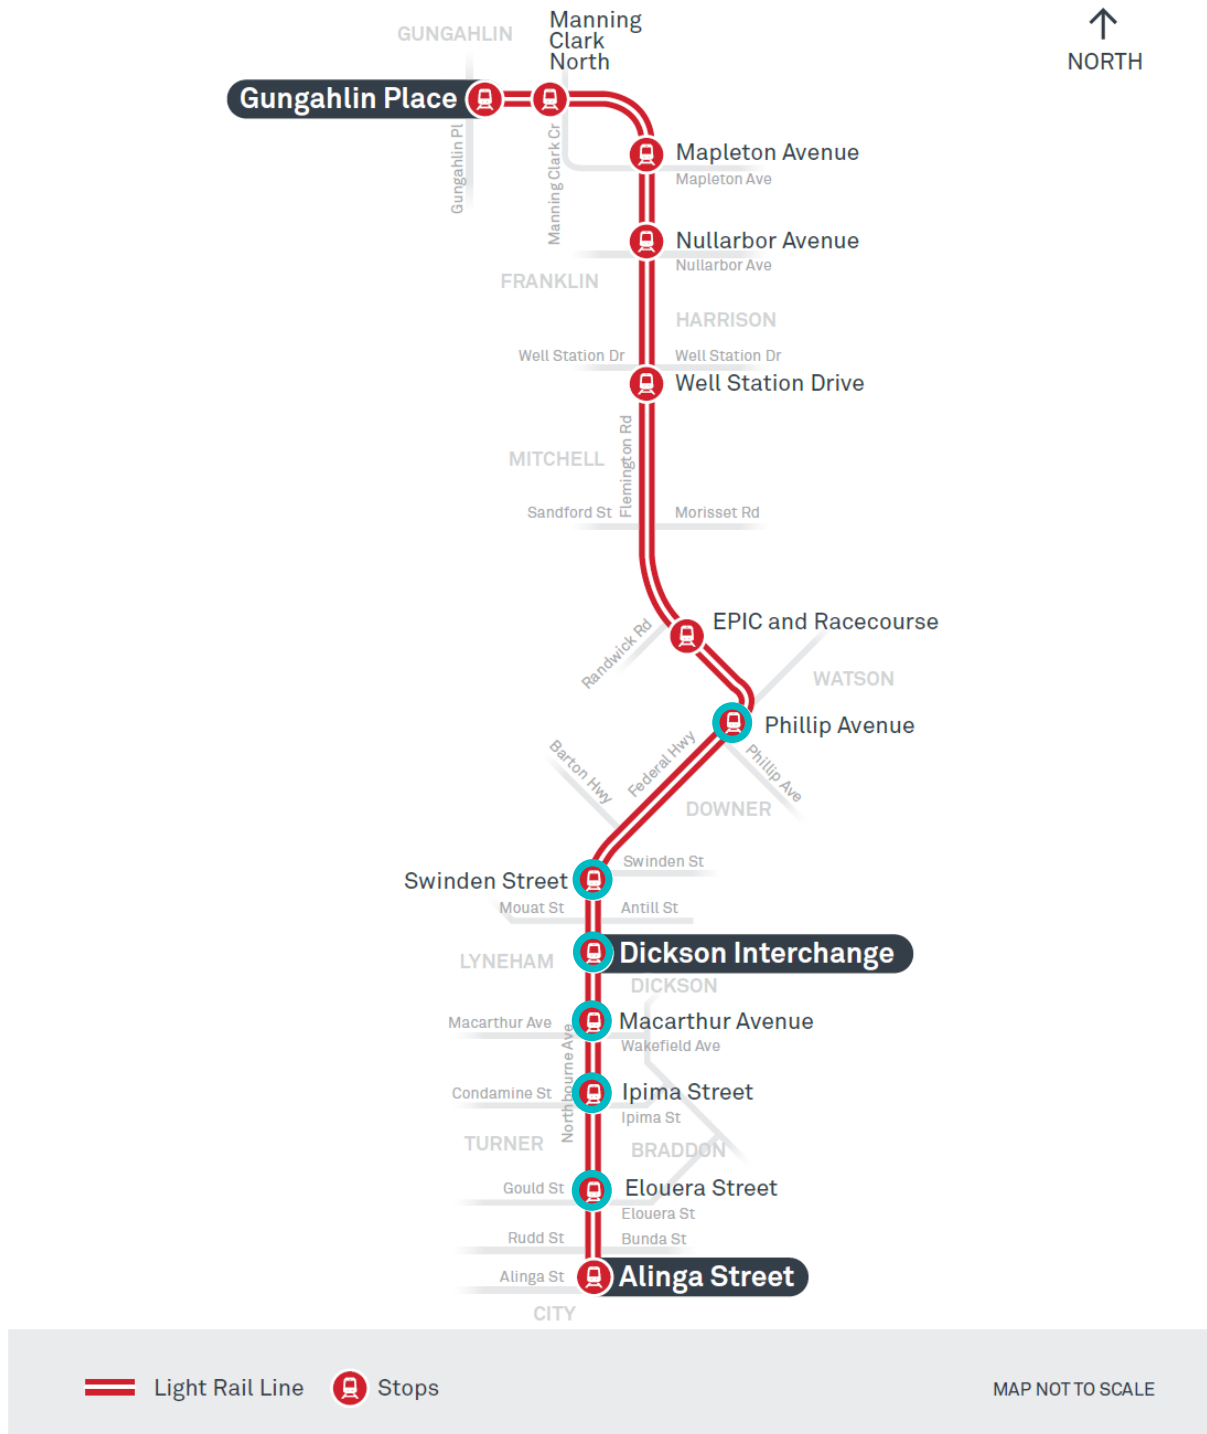 GUNGAHLIN
Manning
Clark
North
NORTH
Gungahlin Place
Gungahlin Pl
Manning Clark Cr
Mapleton Avenue
Mapleton Ave
Nullarbor Avenue
Nullarbor Ave
FRANKLIN
HARRISON
Well Station Dr
Well Station Dr
Well Station Drive
Flemington Rd
MITCHELL
Sandford St
Morisset Rd
EPIC and Racecourse
Randwick Rd
WATSON
Phillip Avenue
Barton Hwy
Federal Hwy
Phillip Ave
DOWNER
Swinden St
Swinden Street
Mouat St
Antill St
Dickson Interchange
LYNEHAM
DICKSON
Macarthur Ave
Macarthur Avenue
Wakefield Ave
Northbourne Ave
Condamine St
Ipima Street
Ipima St
TURNER
BRADDON
Gould St
Elouera Street
Elouera St
Rudd St
Bunda St
Alinga St
Alinga Street
CITY
Light Rail Line
Stops
MAP NOT TO SCALE